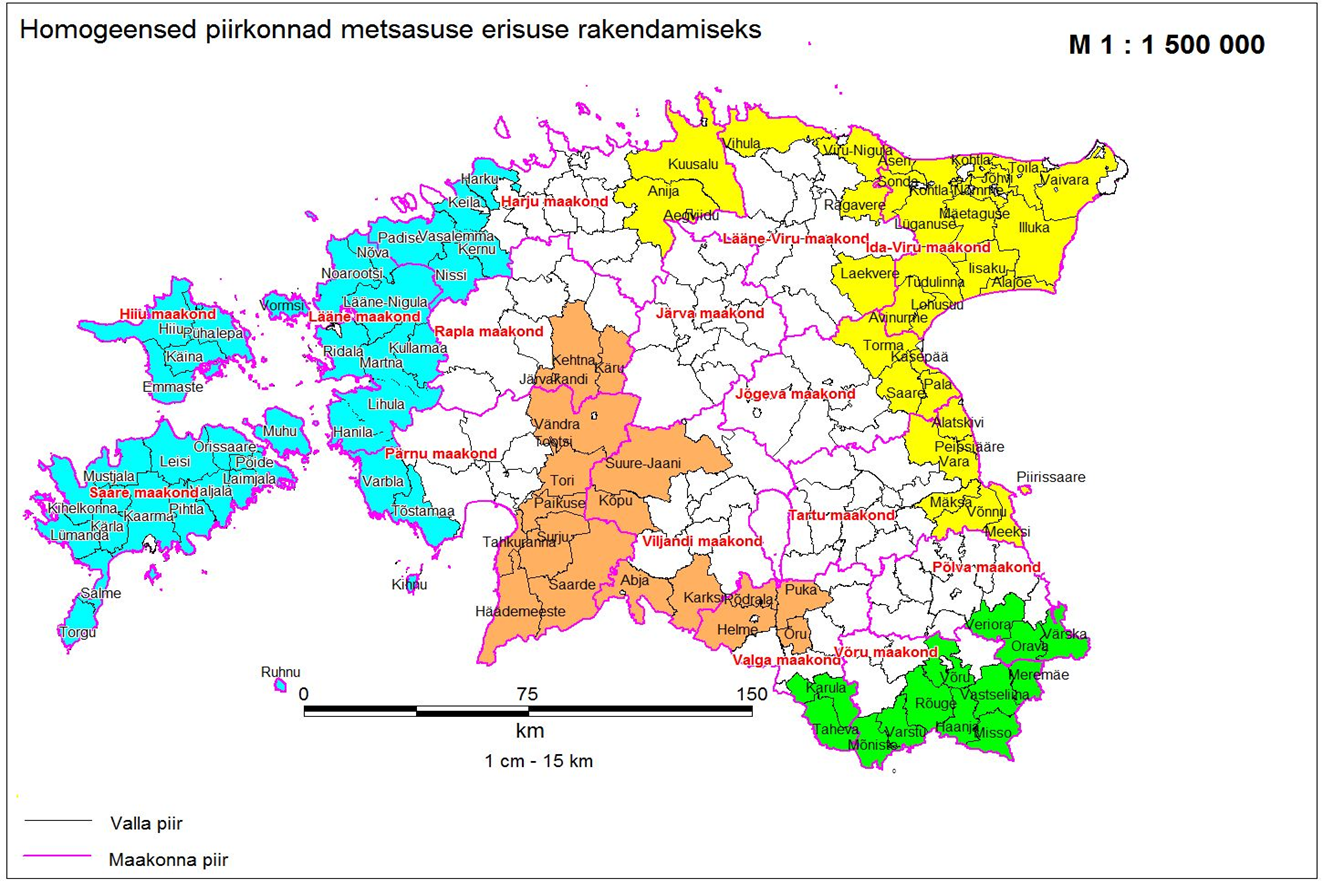 Homogeensed piirkonnad metsasuse erisuse rakendamiseks
M 1 : 1 500 000
Vihula
Kuusalu
Viru-Nigula
Aseri
Kohtla
Toila
Jõhvi
Vaivara
Harku
Anija
Sonda
Kohtla-Nõmme
Keila
Harju maakond
Rägavere
Aegviidu
Mäetaguse
Lüganuse
Illuka
Padise
Vasalemma
Kernu
Lääne-Viru maakond
Ida-Viru maakond
Nõva
Noarootsi
Nissi
Laekvere
Iisaku
Tudulinna
Alajõe
Vormsi
Lääne-Nigula
Lohusuu
Hiiu maakond
Lääne maakond
Järva maakond
Avinurme
Hiiu
Pühalepa
Rapla maakond
Ridala
Kullamaa
Torma
Käina
Martna
Kehtna
Käru
Kasepää
Järvakandi
Emmaste
Pala
Saare
Jõgeva maakond
Lihula
Vändra
Alatskivi
Muhu
Hanila
Tootsi
Orissaare
Peipsiääre
Pärnu maakond
Leisi
Pöide
Suure-Jaani
Vara
Mustjala
Laimjala
Varbla
Tori
Piirissaare
Saare maakond
Valjala
Kihelkonna
Pihtla
Paikuse
Kõpu
Mäksa
Kaarma
Tõstamaa
Võnnu
Tartu maakond
Kärla
Lümanda
Surju
Meeksi
Tahkuranna
Viljandi maakond
Põlva maakond
Kihnu
Saarde
Abja
Salme
Karksi
Põdrala
Puka
Häädemeeste
Torgu
Helme
Õru
Veriora
Värska
Orava
Võru maakond
Valga maakond
Ruhnu
Meremäe
Võru
Karula
Vastseliina
Rõuge
Haanja
Taheva
Varstu
Misso
Mõniste
0 75 150
km
1 cm - 15 km
Valla piir
Maakonna piir